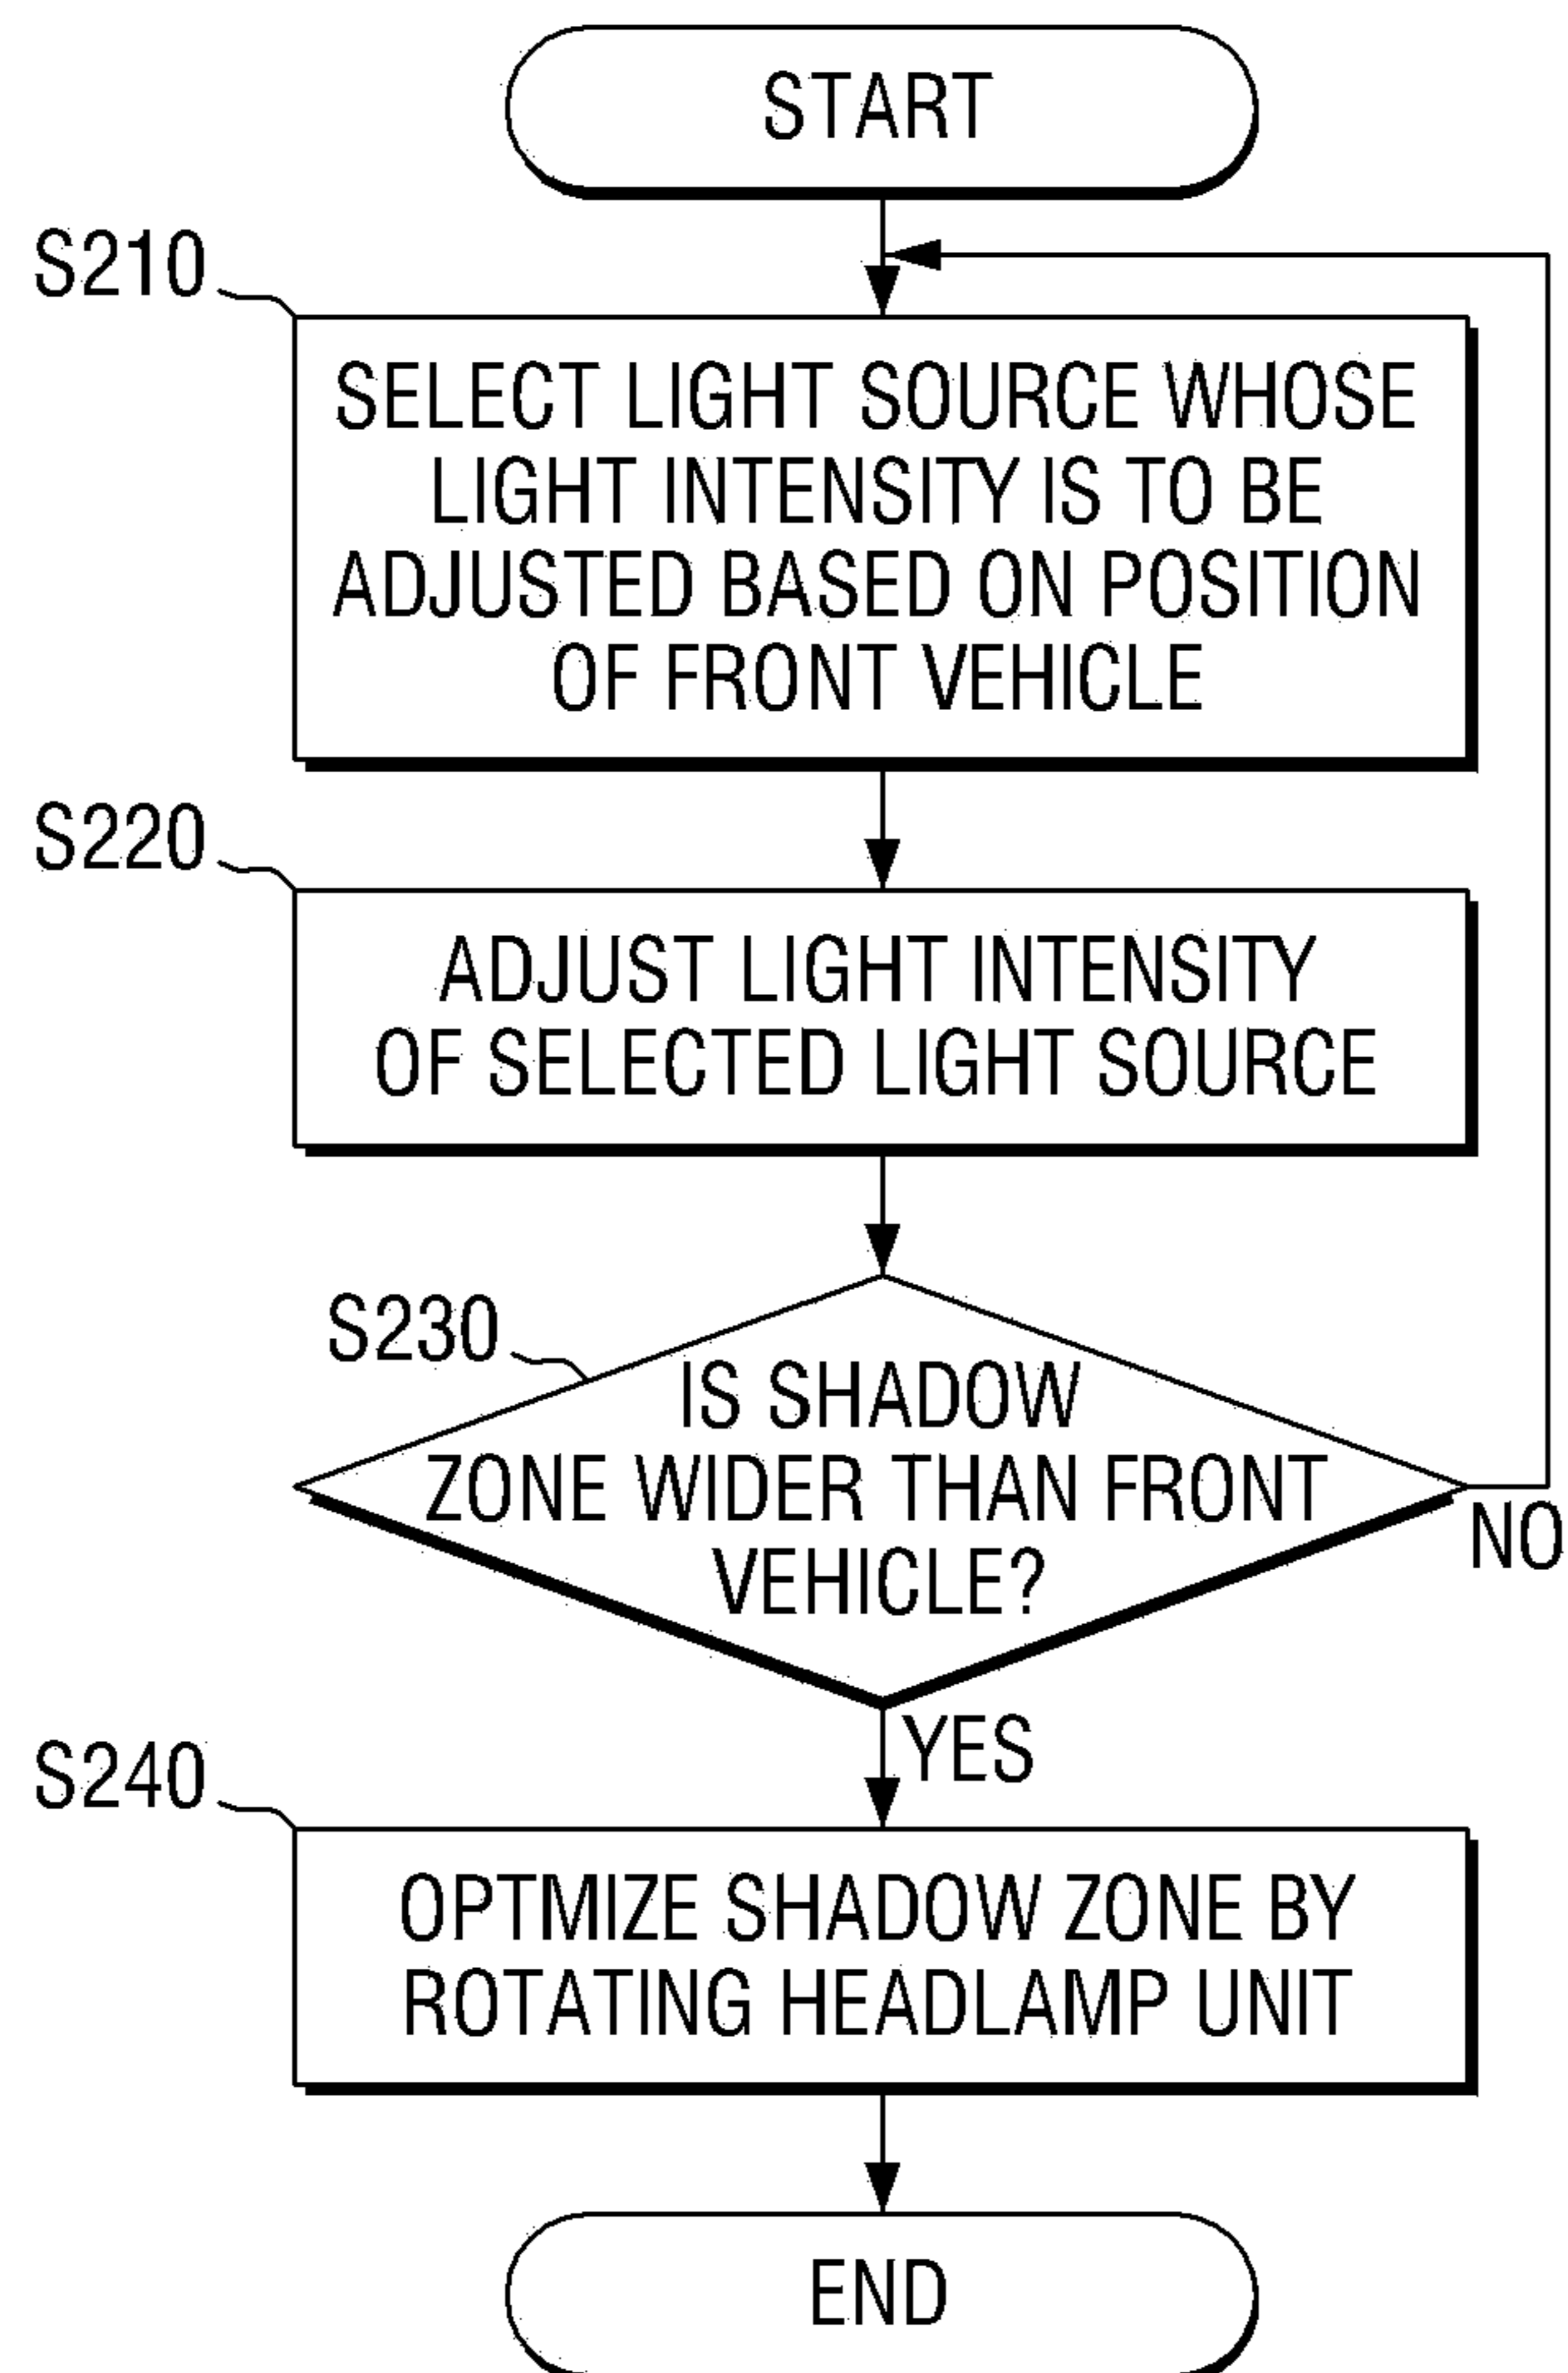 START
S210
SELECT LIGHT SOURCE WHOSE
LIGHT INTENSITY IS TO BE
ADJUSTED BASED ON POSITION
OF FRONT VEHICLE
S220
ADJUST LIGHT INTENSITY
OF SELECTED LIGHT SOURCE
S230
IS SHADOW
ZONE WIDER THAN FRONT
VEHICLE?
NO
YES
S240
OPTMIZE SHADOW ZONE BY
ROTATING HEADLAMP UNIT
END